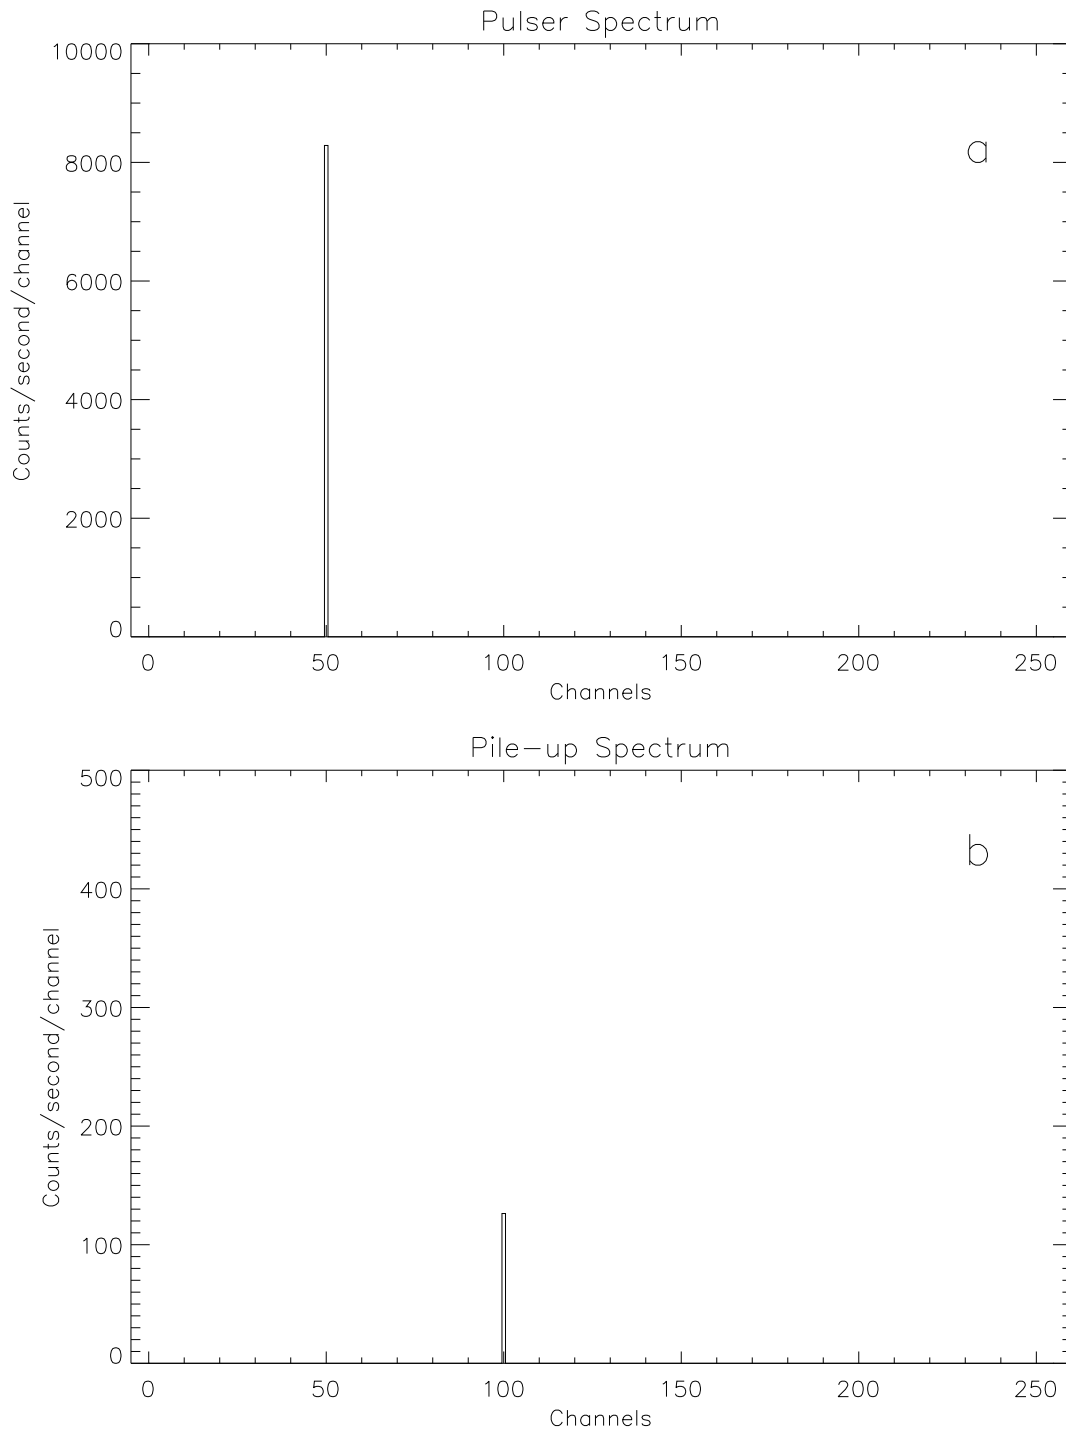 Pulser Spectrum
10000
8000
6000
4000
2000
0
Counts/second/channel
a
0 50 100 150 200 250
Channels
Pile-up Spectrum
500
400
300
200
100
0
Counts/second/channel
b
0 50 100 150 200 250
Channels